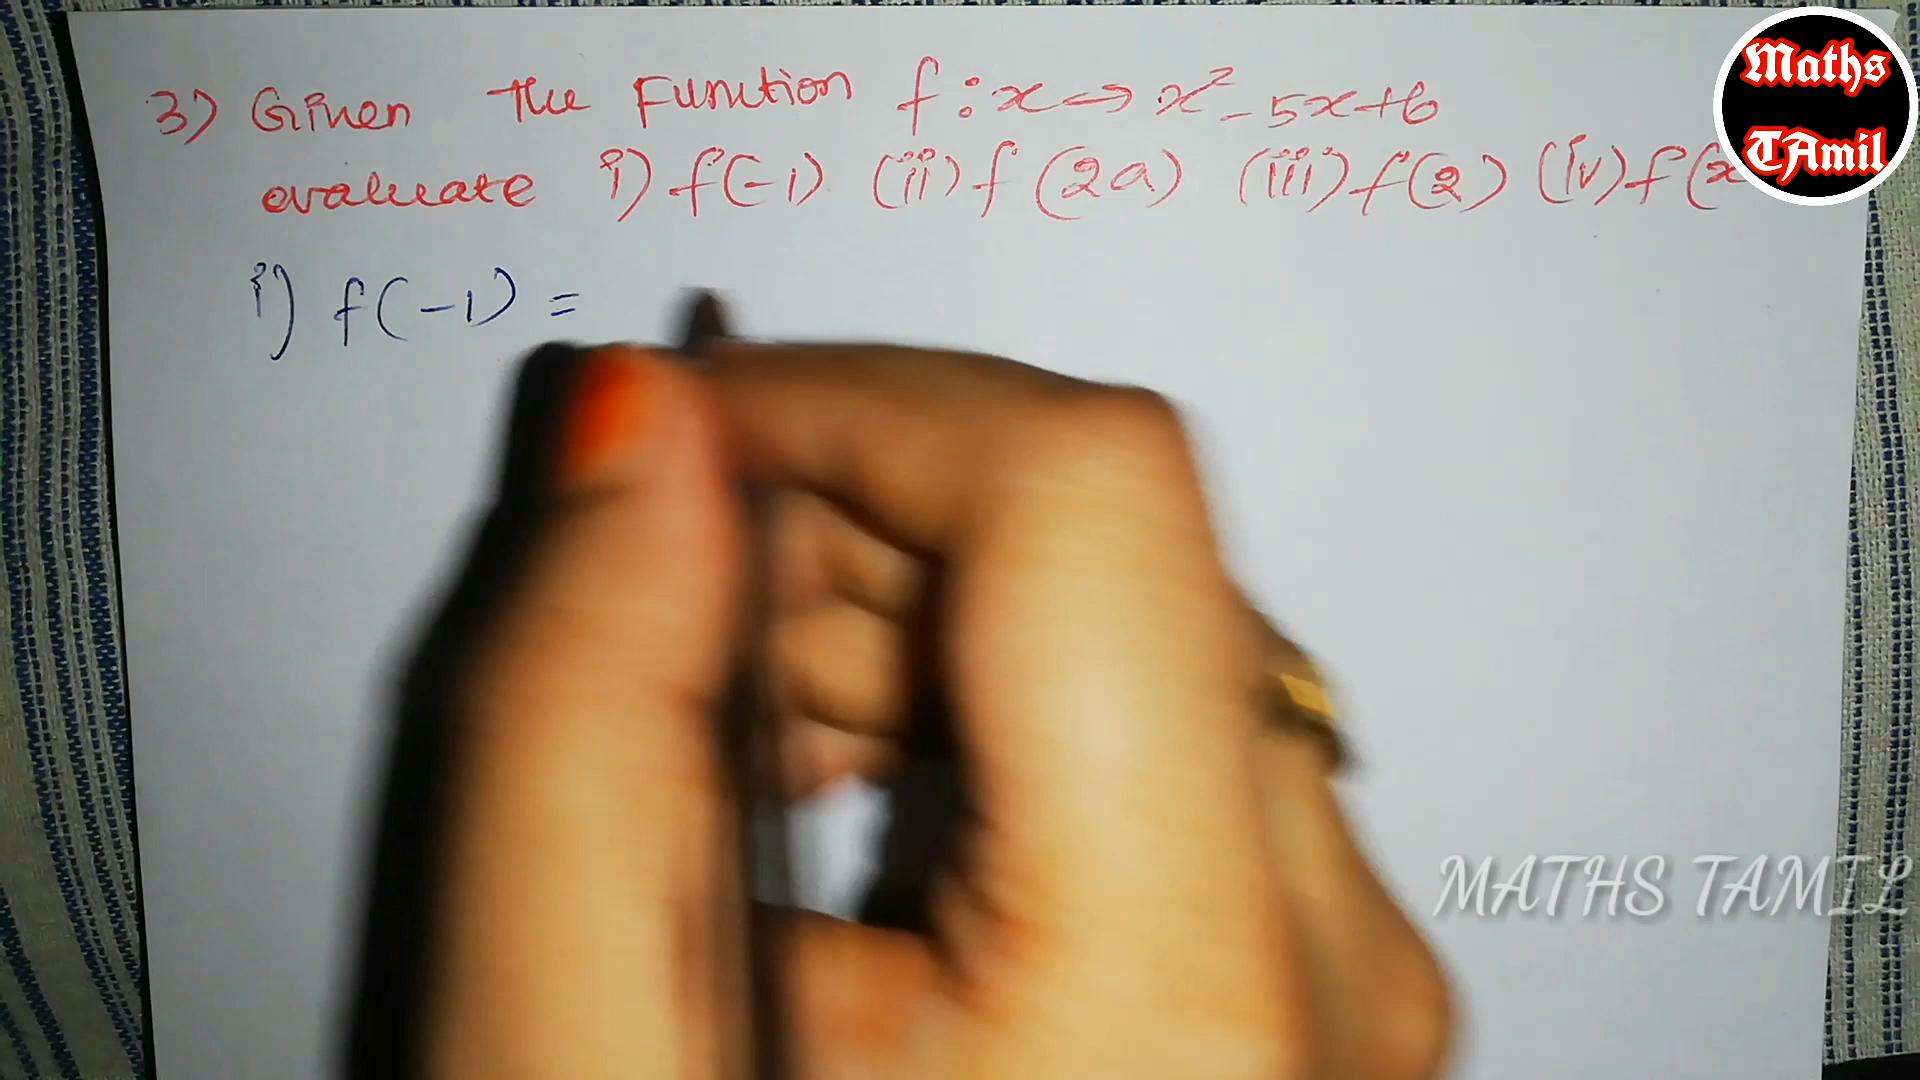 Maths
TAmil
3) Given the Function f : x → x² - 5x + 6
evaluate i) f(-1) (ii) f (2a) (iii) f(2) (iv) f(x
i) f(-1) =
MATHS TAMIL